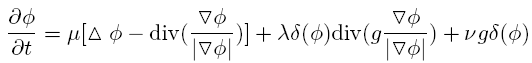 ∂ϕ/∂t = μ[△ ϕ − div(▽ϕ/|▽ϕ|)] + λδ(ϕ)div(g ▽ϕ/|▽ϕ|) + νgδ(ϕ)